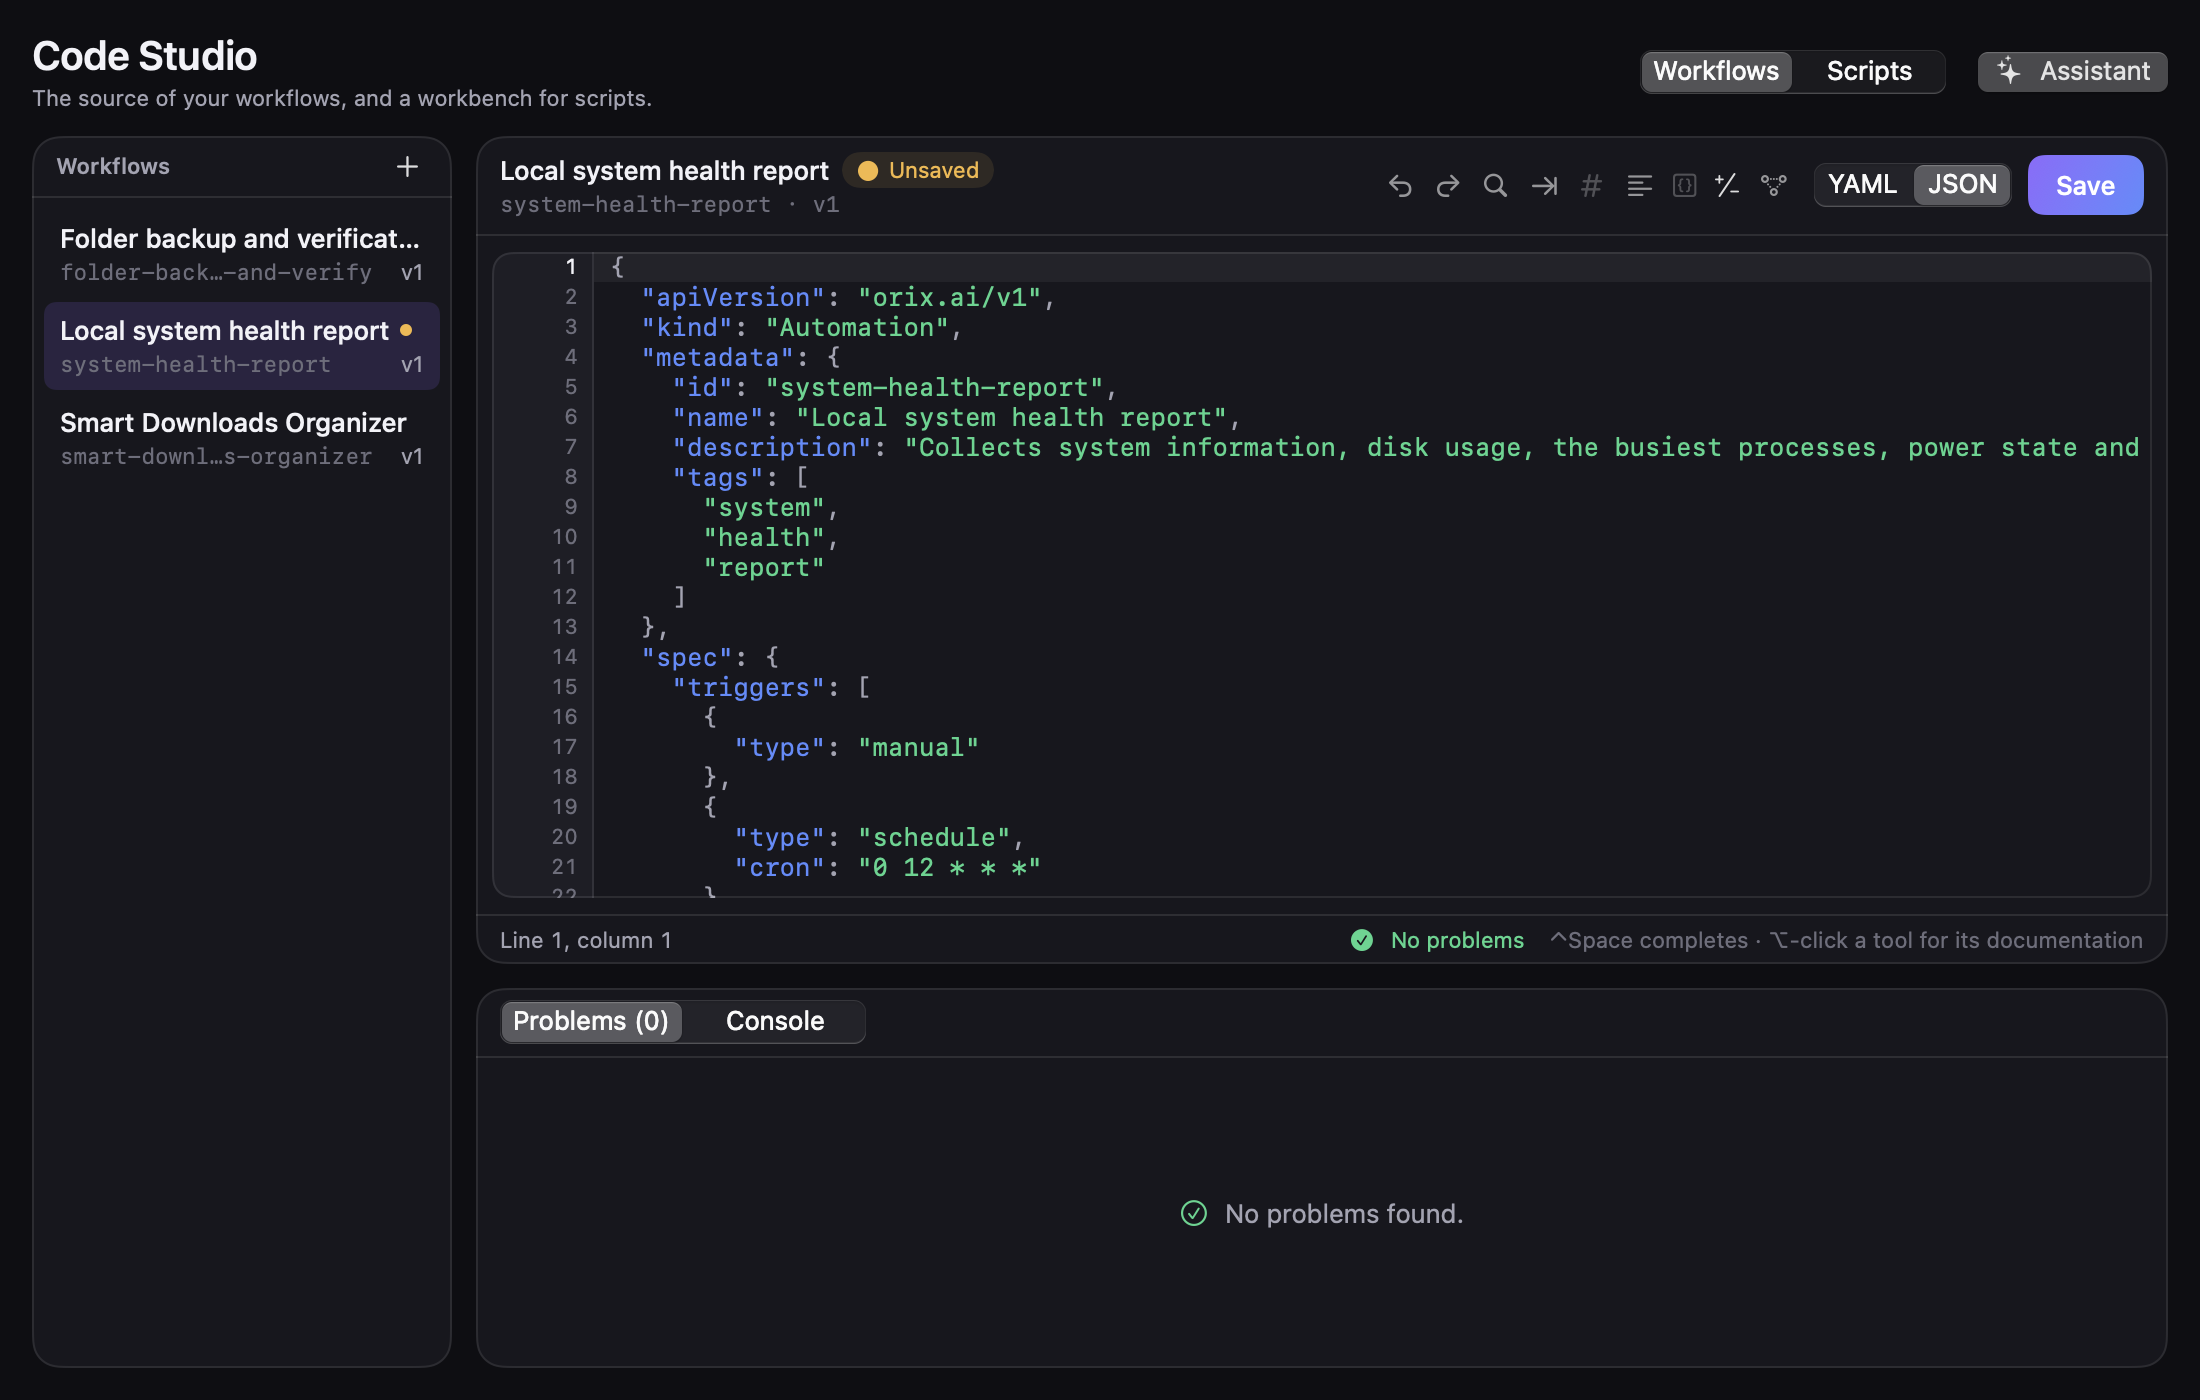 Code Studio
The source of your workflows, and a workbench for scripts.
Workflows
Scripts
Assistant
Workflows
Folder backup and verificat...
folder-back…-and-verify v1
Local system health report
system-health-report v1
Smart Downloads Organizer
smart-downl…s-organizer v1
Local system health report
Unsaved
system-health-report · v1
YAML
JSON
Save
1 {
2 "apiVersion": "orix.ai/v1",
3 "kind": "Automation",
4 "metadata": {
5 "id": "system-health-report",
6 "name": "Local system health report",
7 "description": "Collects system information, disk usage, the busiest processes, power state and
8 "tags": [
9 "system",
10 "health",
11 "report"
12 ]
13 },
14 "spec": {
15 "triggers": [
16 {
17 "type": "manual"
18 },
19 {
20 "type": "schedule",
21 "cron": "0 12 * * *"
22 }
Line 1, column 1
No problems
^Space completes · ⌥-click a tool for its documentation
Problems (0)
Console
No problems found.